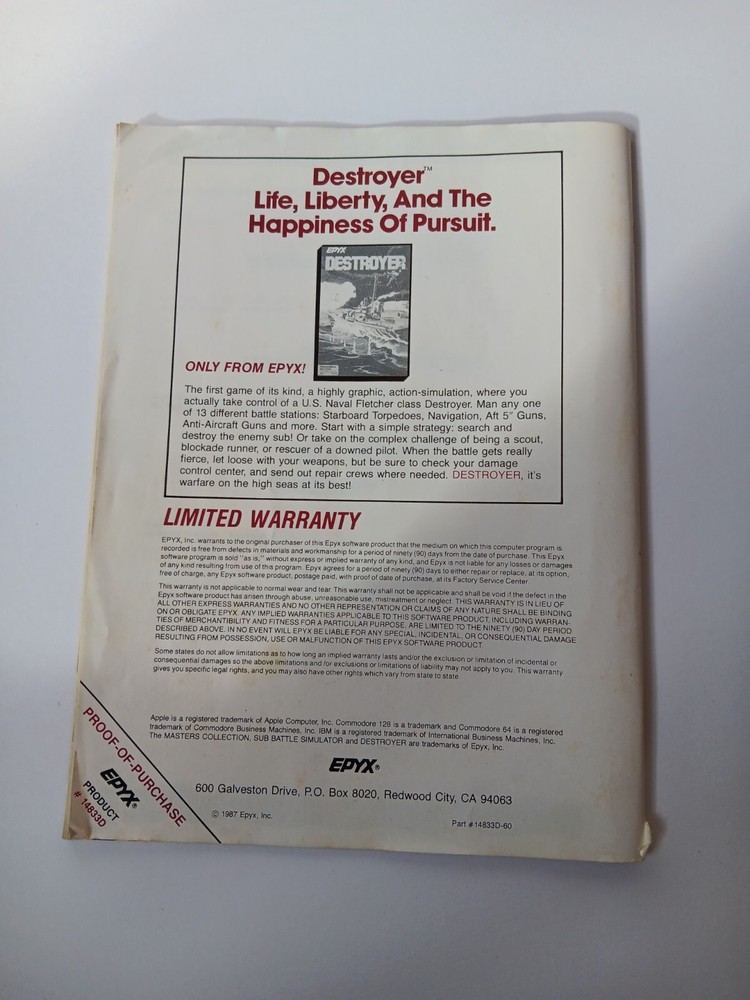 Destroyer™
Life, Liberty, And The
Happiness Of Pursuit.
EPYX
DESTROYER
ONLY FROM EPYX!
The first game of its kind, a highly graphic, action-simulation, where you
actually take control of a U.S. Naval Fletcher class Destroyer. Man any one
of 13 different battle stations: Starboard Torpedoes, Navigation, Aft 5" Guns,
Anti-Aircraft Guns and more. Start with a simple strategy: search and
destroy the enemy sub! Or take on the complex challenge of being a scout,
blockade runner, or rescuer of a downed pilot. When the battle gets really
fierce, let loose with your weapons, but be sure to check your damage
control center, and send out repair crews where needed. DESTROYER, it's
warfare on the high seas at its best!
LIMITED WARRANTY
EPYX, Inc. warrants to the original purchaser of this Epyx software product that the medium on which this computer program is
recorded is free from defects in materials and workmanship for a period of ninety (90) days from the date of purchase. This Epyx
software program is sold "as is," without express or implied warranty of any kind, and Epyx is not liable for any losses or damages
of any kind resulting from use of this program. Epyx agrees for a period of ninety (90) days to either repair or replace, at its option,
free of charge, any Epyx software product, postage paid, with proof of date of purchase, at its Factory Service Center.
This warranty is not applicable to normal wear and tear. This warranty shall not be applicable and shall be void if the defect in the
Epyx software product has arisen through abuse, unreasonable use, mistreatment or neglect. THIS WARRANTY IS IN LIEU OF
ALL OTHER EXPRESS WARRANTIES AND NO OTHER REPRESENTATION OR CLAIMS OF ANY NATURE SHALL BE BINDING
ON OR OBLIGATE EPYX. ANY IMPLIED WARRANTIES APPLICABLE TO THIS SOFTWARE PRODUCT, INCLUDING WARRAN-
TIES OF MERCHANTIBILITY AND FITNESS FOR A PARTICULAR PURPOSE, ARE LIMITED TO THE NINETY (90) DAY PERIOD
DESCRIBED ABOVE. IN NO EVENT WILL EPYX BE LIABLE FOR ANY SPECIAL, INCIDENTAL, OR CONSEQUENTIAL DAMAGE
RESULTING FROM POSSESSION, USE OR MALFUNCTION OF THIS EPYX SOFTWARE PRODUCT.
Some states do not allow limitations as to how long an implied warranty lasts and/or the exclusion or limitation of incidental or
consequential damages so the above limitations and/or exclusions or limitations of liability may not apply to you. This warranty
gives you specific legal rights, and you may also have other rights which vary from state to state.
Apple is a registered trademark of Apple Computer, Inc. Commodore 128 is a trademark and Commodore 64 is a registered
trademark of Commodore Business Machines, Inc. IBM is a registered trademark of International Business Machines, Inc.
The MASTERS COLLECTION, SUB BATTLE SIMULATOR and DESTROYER are trademarks of Epyx, Inc.
EPYX®
600 Galveston Drive, P.O. Box 8020, Redwood City, CA 94063
© 1987 Epyx, Inc.
Part #14833D-60
PROOF-OF-PURCHASE
EPYX®
PRODUCT
# 14833D